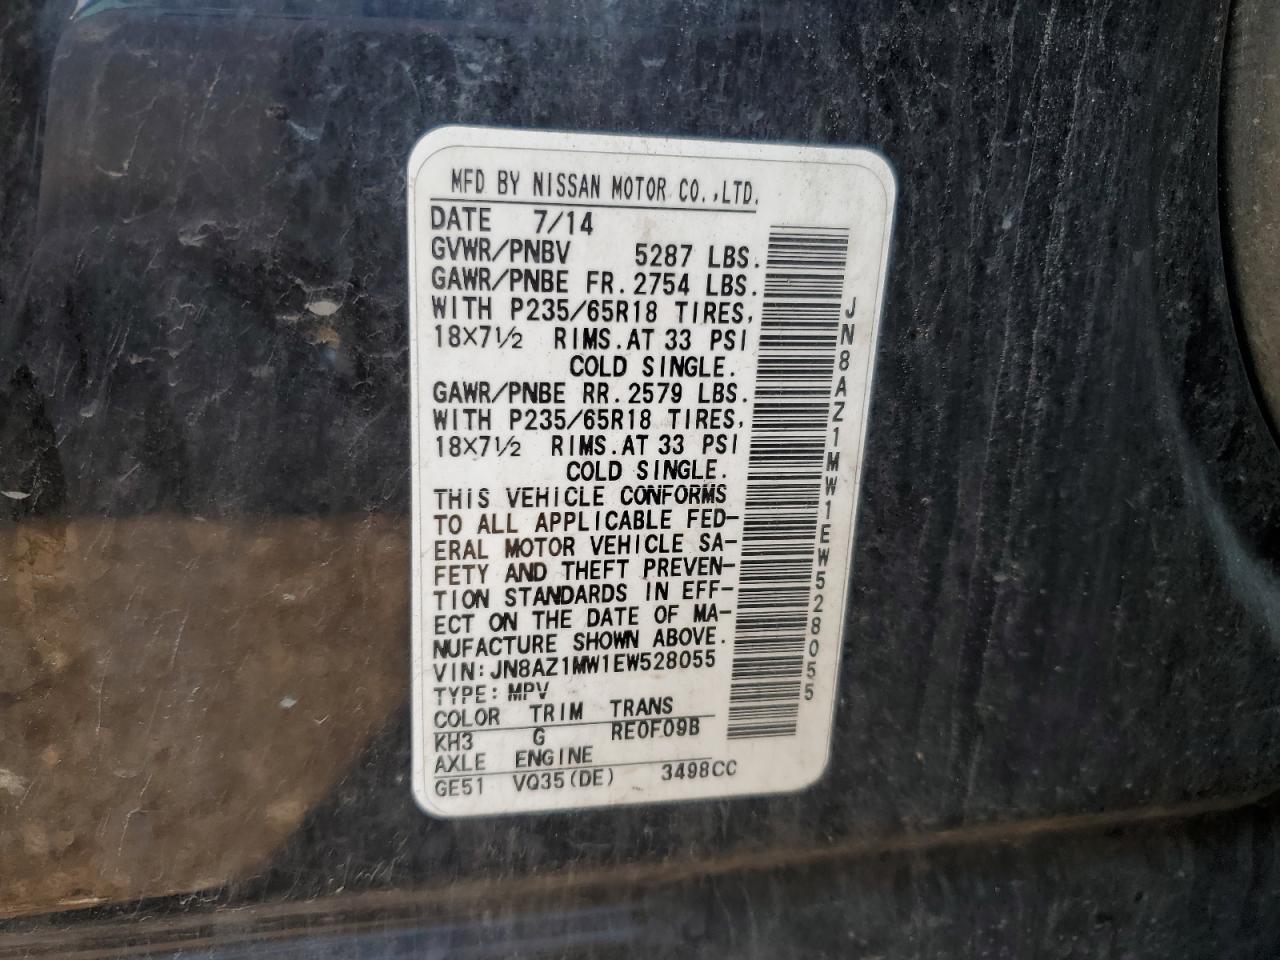 MFD BY NISSAN MOTOR CO.,LTD.
DATE 7/14
GVWR/PNBV 5287 LBS.
GAWR/PNBE FR.2754 LBS.
WITH P235/65R18 TIRES,
18X7½ RIMS.AT 33 PSI
COLD SINGLE.
GAWR/PNBE RR.2579 LBS.
WITH P235/65R18 TIRES,
18X7½ RIMS.AT 33 PSI
COLD SINGLE.
THIS VEHICLE CONFORMS
TO ALL APPLICABLE FED-
ERAL MOTOR VEHICLE SA-
FETY AND THEFT PREVEN-
TION STANDARDS IN EFF-
ECT ON THE DATE OF MA-
NUFACTURE SHOWN ABOVE.
VIN:JN8AZ1MW1EW528055
TYPE:MPV
COLOR TRIM TRANS
KH3 G RE0F09B
AXLE ENGINE
GE51 VQ35(DE) 3498CC
JN8AZ1MW1EW528055